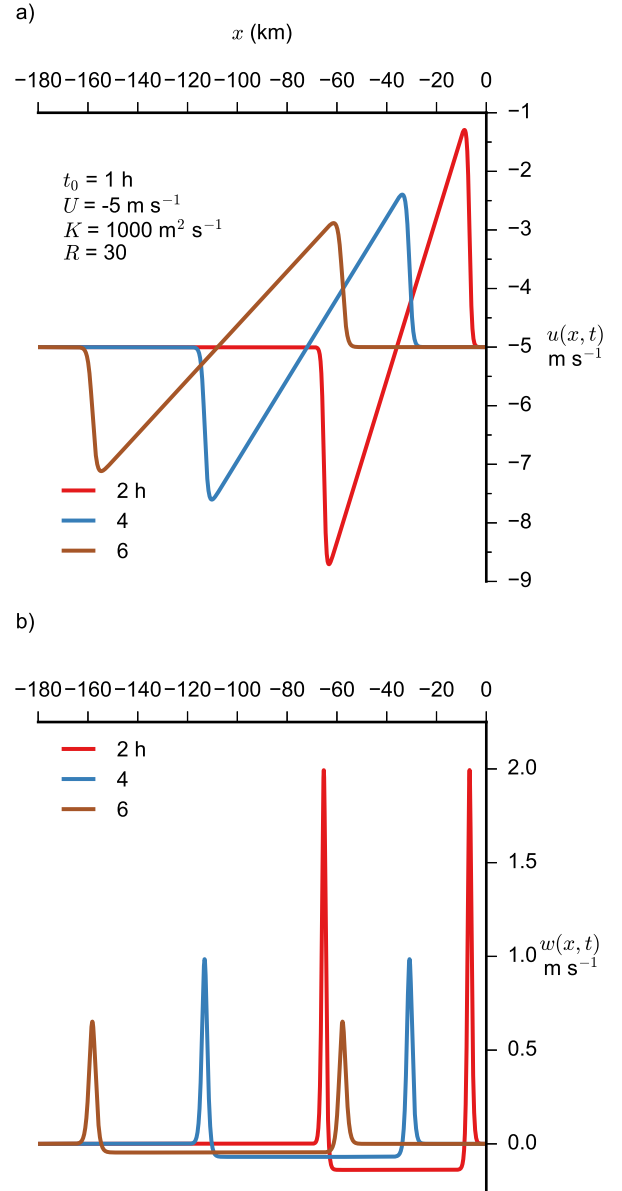 a)
x (km)
−180 −160 −140 −120 −100 −80 −60 −40 −20 0
−1
t₀ = 1 h
−2
U = -5 m s⁻¹
K = 1000 m² s⁻¹
R = 30
−3
−4
−5
u(x, t)
m s⁻¹
−6
−7
2 h
4
−8
6
−9
b)
−180 −160 −140 −120 −100 −80 −60 −40 −20 0
2 h
2.0
4
6
1.5
1.0
w(x, t)
m s⁻¹
0.5
0.0